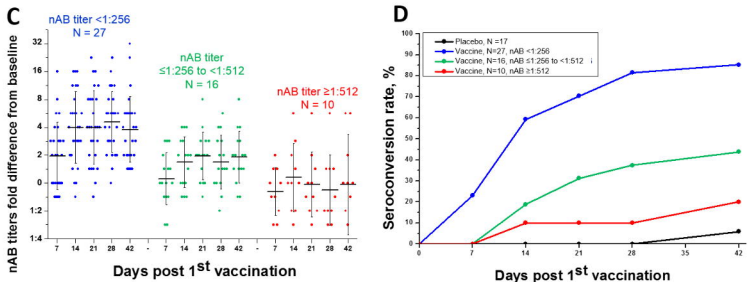 C
nAB titer <1:256
N = 27
nAB titer
≤1:256 to <1:512
N = 16
nAB titer ≥1:512
N = 10
nAB titers fold difference from baseline
32
16
8
4
2
0
1:2
1:4
7 14 21 28 42 - 7 14 21 28 42 - 7 14 21 28 42
Days post 1st vaccination
D
Placebo, N =17
Vaccine, N=27, nAB <1:256
Vaccine, N=16, nAB ≤1:256 to <1:512
Vaccine, N=10, nAB ≥1:512
Seroconversion rate, %
100
90
80
70
60
50
40
30
20
10
0
0 7 14 21 28 42
Days post 1st vaccination